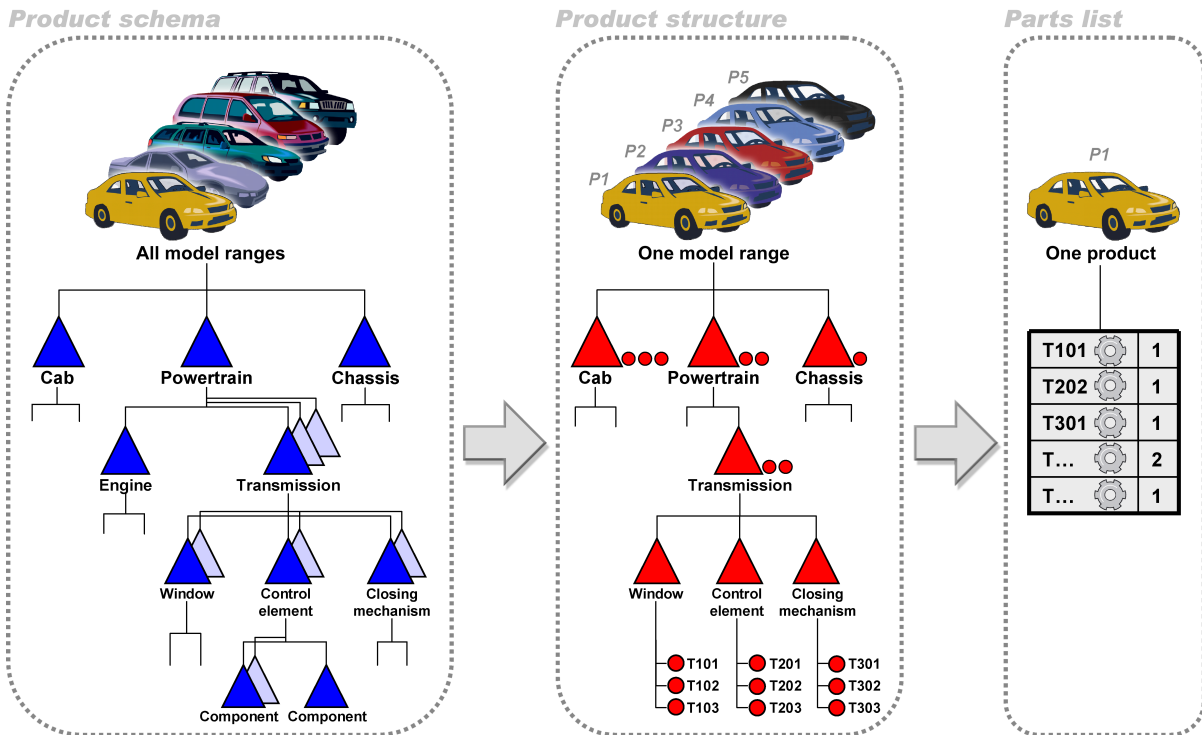 Product schema
All model ranges
Cab
Powertrain
Chassis
Engine
Transmission
Window
Control
element
Closing
mechanism
Component
Component
Product structure
P5
P4
P3
P2
P1
One model range
Cab
Powertrain
Chassis
Transmission
Window
Control
element
Closing
mechanism
T101
T201
T301
T102
T202
T302
T103
T203
T303
Parts list
P1
One product
T101 1
T202 1
T301 1
T... 2
T... 1